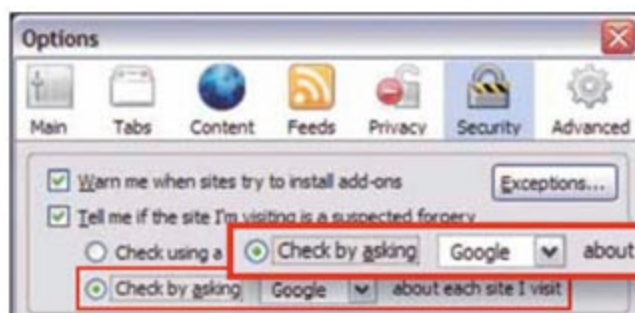 Options
Main Tabs Content Feeds Privacy Security Advanced
Warn me when sites try to install add-ons Exceptions...
Tell me if the site I'm visiting is a suspected forgery
Check using a
Check by asking Google about
Check by asking Google about each site I visit